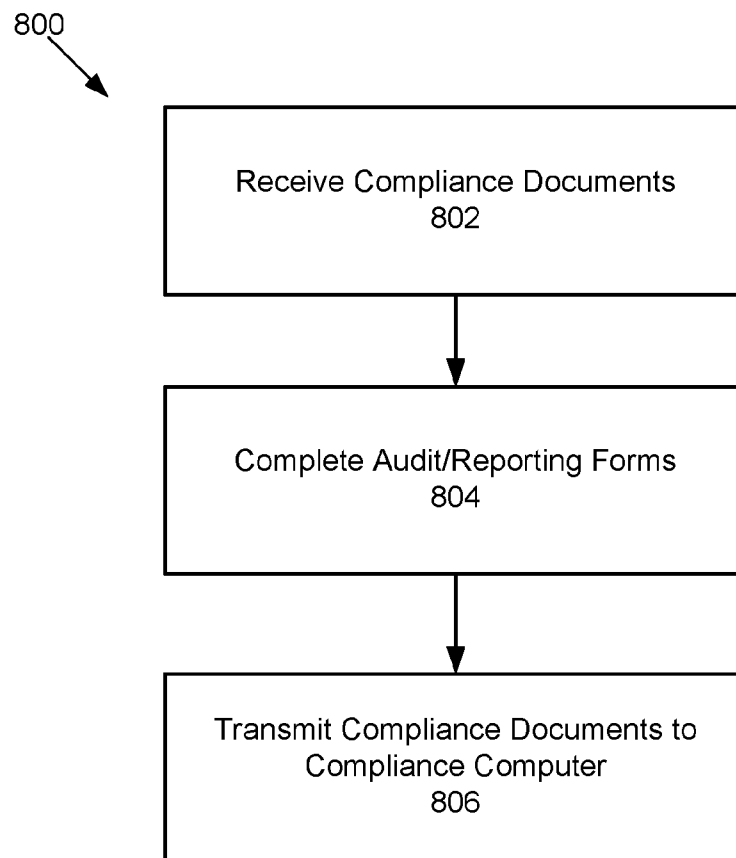 800
Receive Compliance Documents
802
Complete Audit/Reporting Forms
804
Transmit Compliance Documents to
Compliance Computer
806